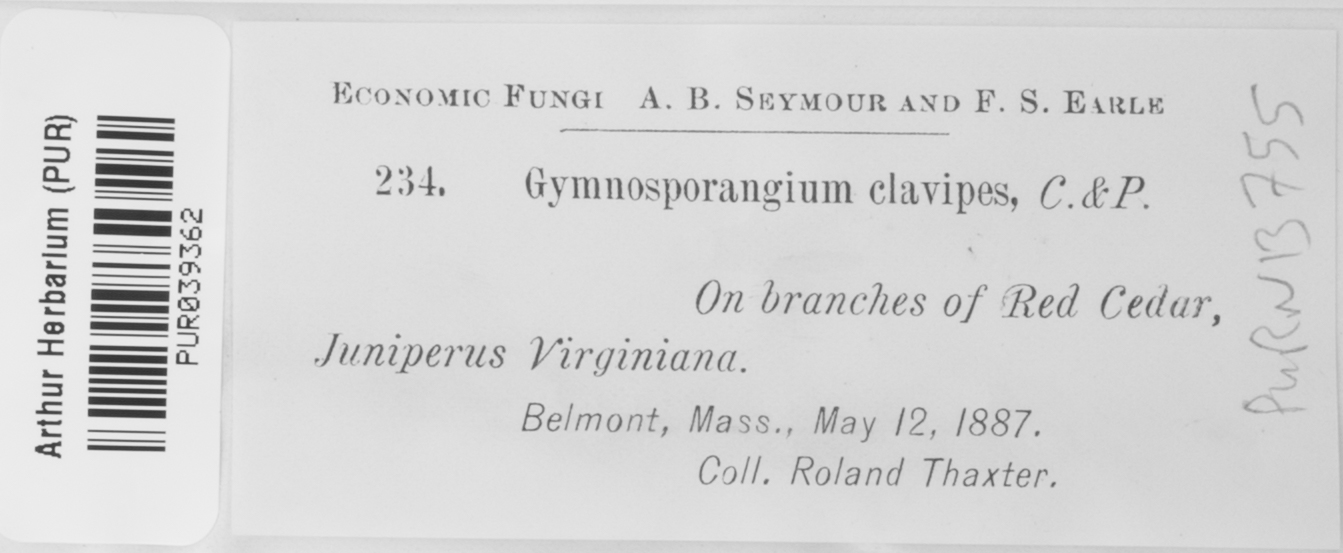 Arthur Herbarium (PUR)
PUR039362
ECONOMIC FUNGI A. B. SEYMOUR AND F. S. EARLE
234. Gymnosporangium clavipes, C. & P.
On branches of Red Cedar,
Juniperus Virginiana.
Belmont, Mass., May 12, 1887.
Coll. Roland Thaxter.
PURN13755